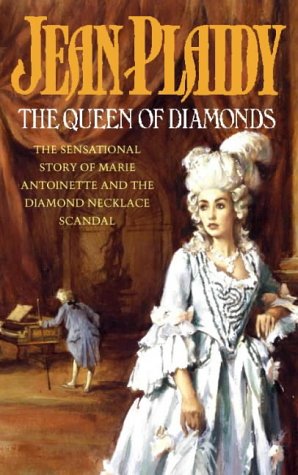 JEAN PLAIDY
THE QUEEN OF DIAMONDS
THE SENSATIONAL
STORY OF MARIE
ANTOINETTE AND THE
DIAMOND NECKLACE
SCANDAL